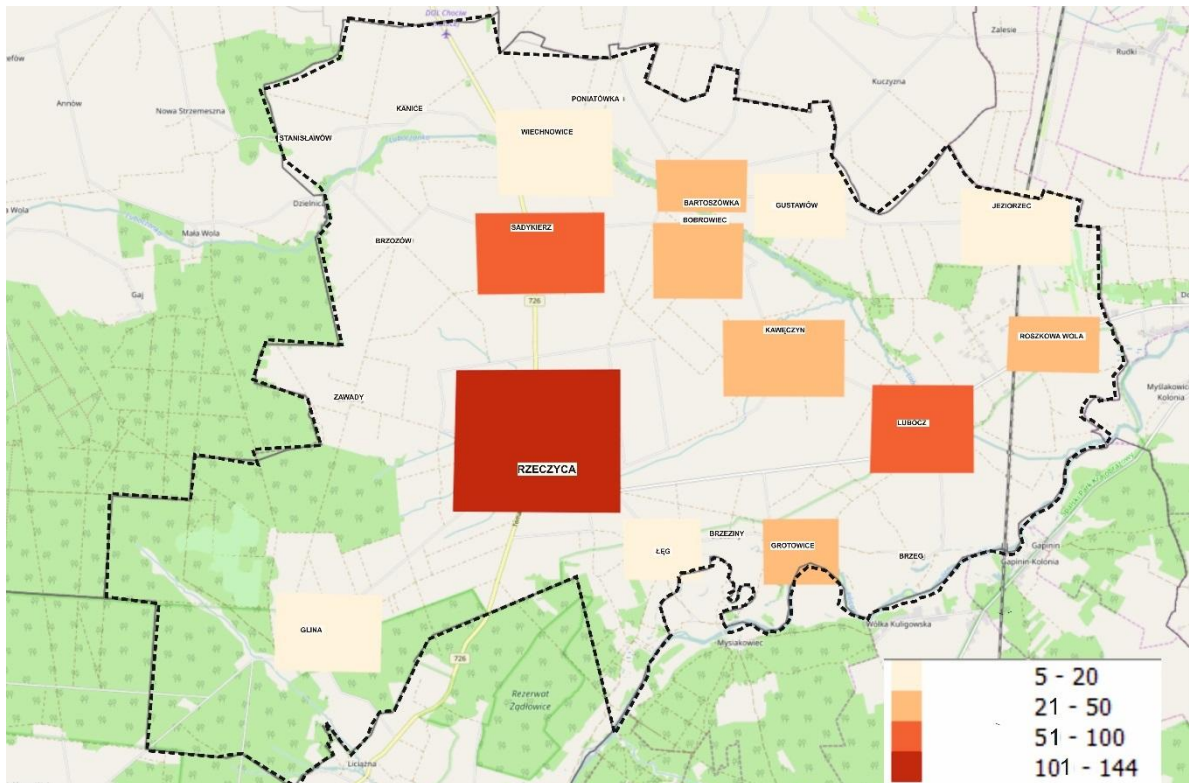 DOL Chociw
Zalesie
Rudki
Kuczyzna
Annów
Nowa Strzemeszna
KANICE
PONIATÓWKA
WIECHNOWICE
STANISŁAWÓW
Dzielnica
BARTOSZÓWKA
GUSTAWÓW
JEZIORZEC
BOBROWIEC
Mała Wola
SADYKIERZ
BRZOZÓW
Gaj
726
KAWĘCZYN
ROSZKOWA WOLA
Myślakowice
Kolonia
ZAWADY
LUBOCZ
RZECZYCA
BRZEZINY
ŁĘG
GROTOWICE
BRZEG
Gapinin
Gapinin-Kolonia
GLINA
Wólka Kuligowska
Mysiakowiec
726
Rezerwat
Żądłowice
Liciążna
5 - 20
21 - 50
51 - 100
101 - 144